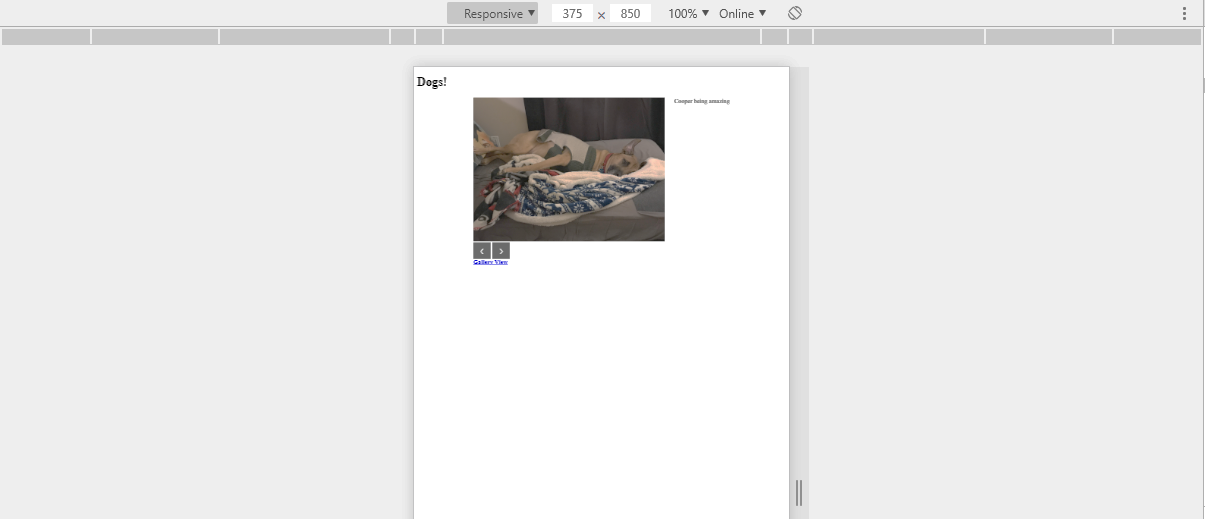 Responsive ▼ 375 × 850 100% ▼ Online ▼
Dogs!
Cooper being amazing
‹ ›
Gallery View